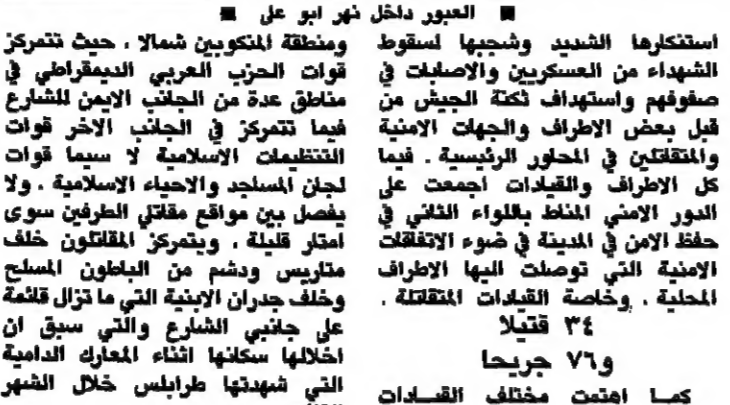 ■ العبور داخل نهر ابو علي ■
استنكارها الشديد وشجبها لسقوط
الشهداء من العسكريين والاصابات في
صفوفهم واستهداف ثكنة الجيش من
قبل بعض الاطراف والجهات الامنية
والمتقاتلين في المحاور الرئيسية . فيما
كل الاطراف والقيادات اجمعت على
الدور الامني المناط باللواء الثاني في
حفظ الامن في المدينة في ضوء الاتفاقات
الامنية التي توصلت اليها الاطراف
المحلية . وخاصة القيادات المتقاتلة .
٣٤ قتيلا
و٧٦ جريحا
كما اهتمت مختلف القيادات
ومنطقة المنكوبين شمالا ، حيث تتمركز
قوات الحزب العربي الديمقراطي في
مناطق عدة من الجانب الايمن للشارع
فيما تتمركز في الجانب الاخر قوات
التنظيمات الاسلامية لا سيما قوات
لجان المساجد والاحياء الاسلامية . ولا
يفصل بين مواقع مقاتلي الطرفين سوى
امتار قليلة ، ويتمركز المقاتلون خلف
متاريس ودشم من الباطون المسلح
وخلف جدران الابنية التي ما تزال قائمة
على جانبي الشارع والتي سبق ان
اخلالها سكانها اثناء المعارك الدامية
التي شهدتها طرابلس خلال الشهر